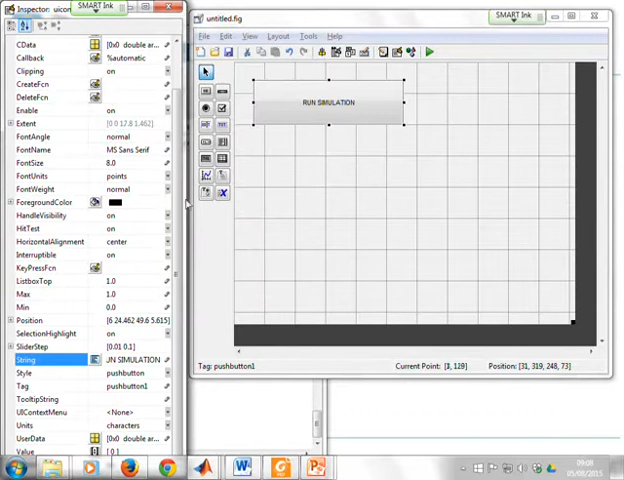 Inspector: uicon
SMART Ink
CData
[0x0 double ar...
Callback
%automatic
Clipping
on
CreateFcn
DeleteFcn
Enable
on
Extent
[0 0 17.8 1.462]
FontAngle
normal
FontName
MS Sans Serif
FontSize
8.0
FontUnits
points
FontWeight
normal
ForegroundColor
HandleVisibility
on
HitTest
on
HorizontalAlignment
center
Interruptible
on
KeyPressFcn
ListboxTop
1.0
Max
1.0
Min
0.0
Position
[6 24.462 49.6 5.615]
SelectionHighlight
on
SliderStep
[0.01 0.1]
String
JN SIMULATION
Style
pushbutton
Tag
pushbutton1
TooltipString
UIContextMenu
<None>
Units
characters
UserData
[0x0 double ar...
Value
[ 0 ]
untitled.fig
SMART Ink
File Edit View Layout Tools Help
RUN SIMULATION
Tag: pushbutton1
Current Point: [3, 129]
Position: [31, 319, 248, 73]
09:08
05/08/2015